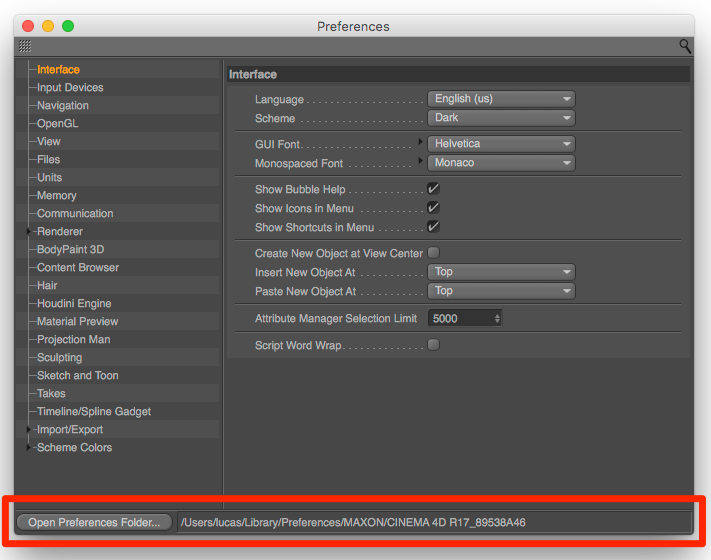 Preferences
Interface
Input Devices
Navigation
OpenGL
View
Files
Units
Memory
Communication
Renderer
BodyPaint 3D
Content Browser
Hair
Houdini Engine
Material Preview
Projection Man
Sculpting
Sketch and Toon
Takes
Timeline/Spline Gadget
Import/Export
Scheme Colors
Interface
Language English (us)
Scheme Dark
GUI Font Helvetica
Monospaced Font Monaco
Show Bubble Help
Show Icons in Menu
Show Shortcuts in Menu
Create New Object at View Center
Insert New Object At Top
Paste New Object At Top
Attribute Manager Selection Limit 5000
Script Word Wrap
Open Preferences Folder... /Users/lucas/Library/Preferences/MAXON/CINEMA 4D R17_89538A46